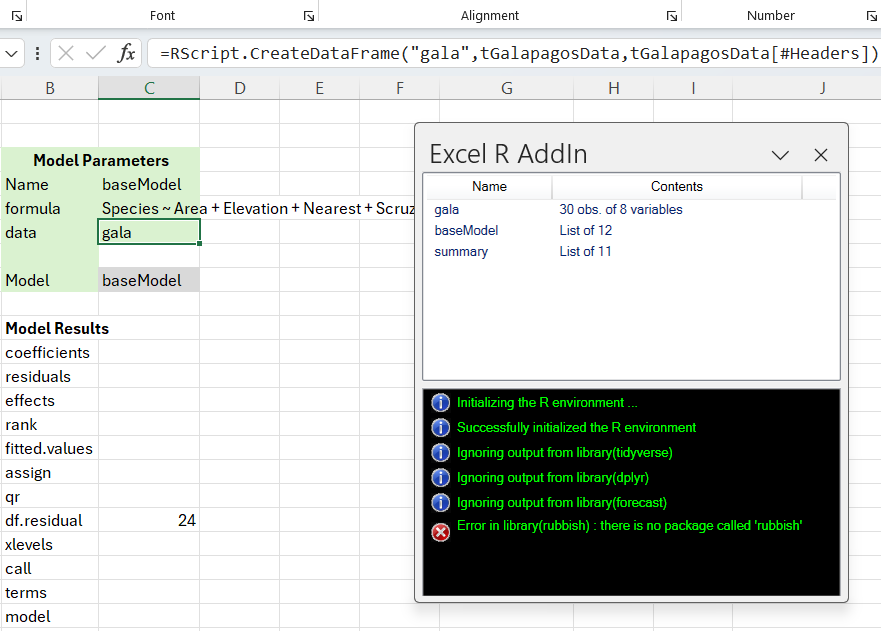 Font Alignment Number
fx =RScript.CreateDataFrame("gala",tGalapagosData,tGalapagosData[#Headers])
B C D E F G H I J
Model Parameters
Name baseModel
formula Species ~ Area + Elevation + Nearest + Scruz
data gala
Model baseModel
Model Results
coefficients
residuals
effects
rank
fitted.values
assign
qr
df.residual 24
xlevels
call
terms
model
Excel R AddIn
Name Contents
gala 30 obs. of 8 variables
baseModel List of 12
summary List of 11
Initializing the R environment ...
Successfully initialized the R environment
Ignoring output from library(tidyverse)
Ignoring output from library(dplyr)
Ignoring output from library(forecast)
Error in library(rubbish) : there is no package called 'rubbish'